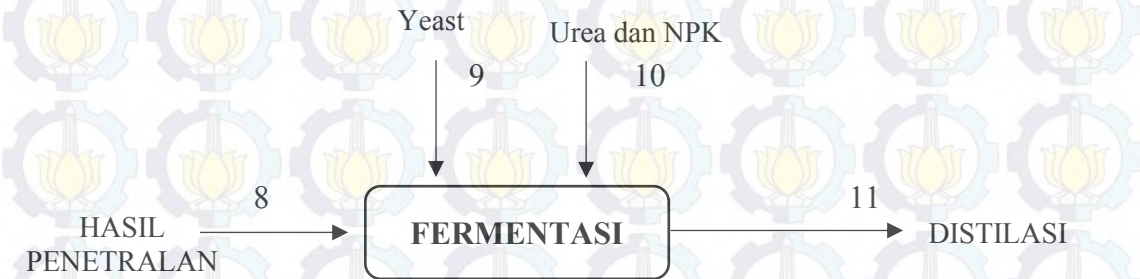 Yeast
Urea dan NPK
9
10
8
11
HASIL
PENETRALAN
FERMENTASI
DISTILASI